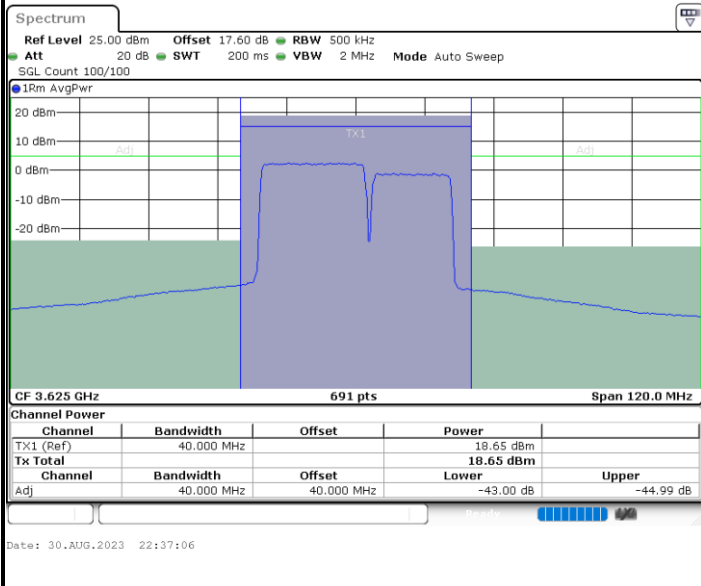 Spectrum
Ref Level 25.00 dBm Offset 17.60 dB RBW 500 kHz
Att 20 dB SWT 200 ms VBW 2 MHz Mode Auto Sweep
SGL Count 100/100
1Rm AvgPwr
20 dBm
TX1
10 dBm
Adj Adj
0 dBm
-10 dBm
-20 dBm
CF 3.625 GHz 691 pts Span 120.0 MHz
Channel Power
Channel Bandwidth Offset Power
TX1 (Ref) 40.000 MHz 18.65 dBm
Tx Total 18.65 dBm
Channel Bandwidth Offset Lower Upper
Adj 40.000 MHz 40.000 MHz -43.00 dB -44.99 dB
Ready
Date: 30.AUG.2023 22:37:06